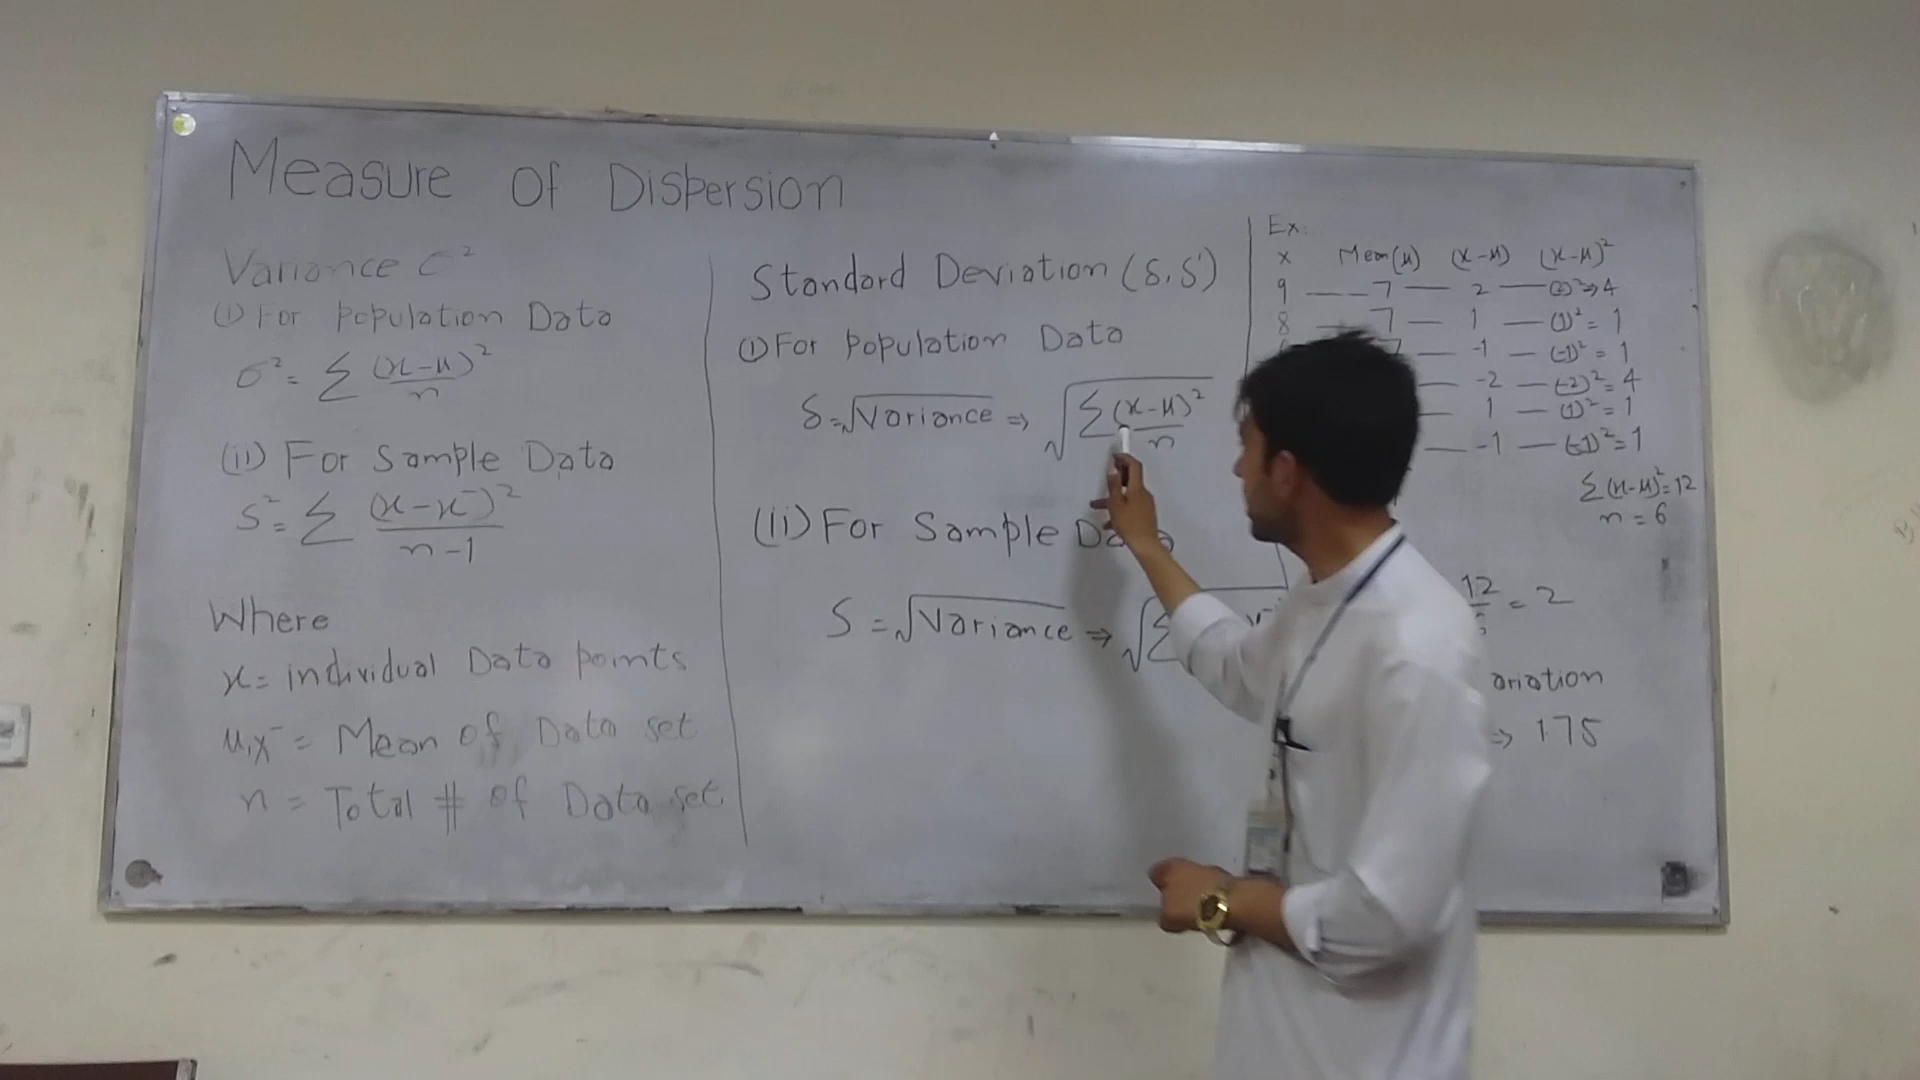 Measure of Dispersion
Variance σ²
(i) For Population Data
σ² = Σ (x-μ)² / n
(ii) For Sample Data
S² = Σ (x-x̄)² / n-1
Where
x = individual Data points
μ, x̄ = Mean of Data set
n = Total # of Data set
Standard Deviation (δ, S)
(i) For Population Data
δ = √Variance ⇒ √Σ(x-μ)² / n
(ii) For Sample Data
S = √Variance ⇒ √Σ
Ex:
x Mean(μ) (x-μ) (x-μ)²
9 — 7 — 2 — (2)² ⇒ 4
8 — 7 — 1 — (1)² = 1
7 — -1 — (-1)² = 1
— -2 — (-2)² = 4
— 1 — (1)² = 1
— -1 — (-1)² = 1
Σ(x-μ)² = 12
n = 6
12 = 2
ariation
⇒ 1.75